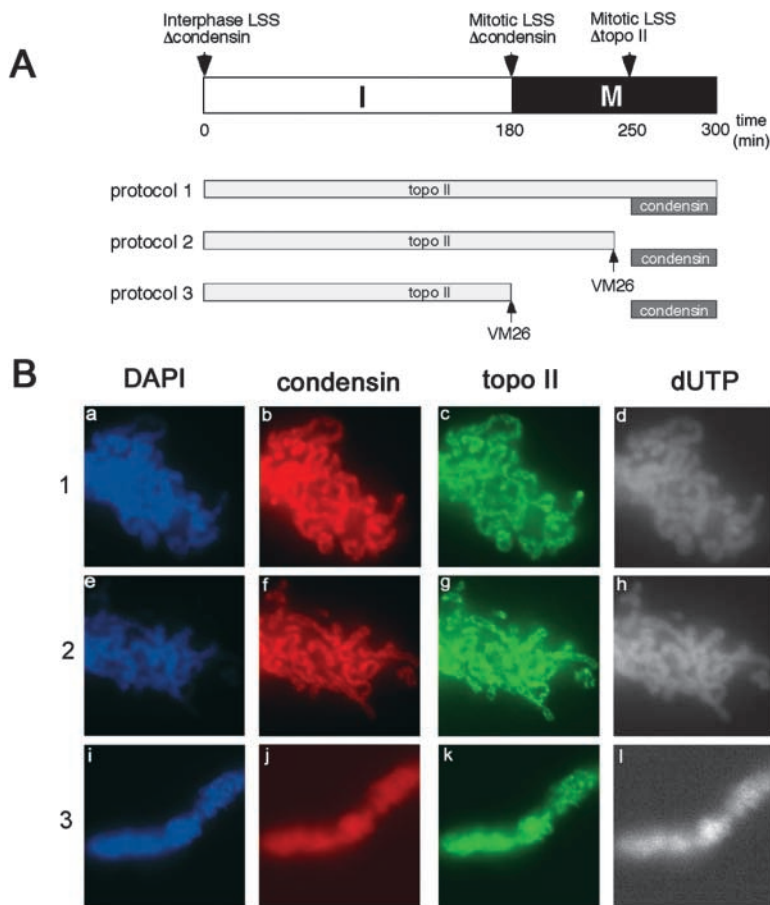 Interphase LSS
Δcondensin
Mitotic LSS
Δcondensin
Mitotic LSS
Δtopo II
A
I
M
0
180
250
300
time
(min)
protocol 1
topo II
condensin
protocol 2
topo II
condensin
VM26
protocol 3
topo II
condensin
VM26
B
DAPI
condensin
topo II
dUTP
1
a
b
c
d
2
e
f
g
h
3
i
j
k
l